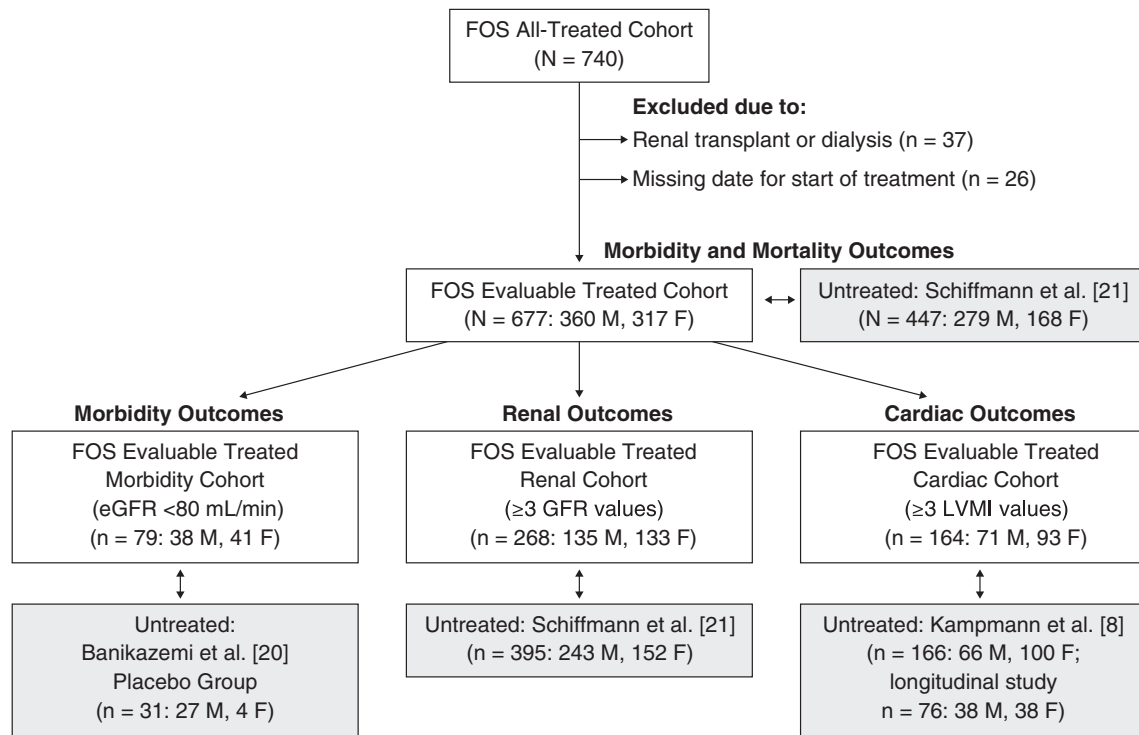 FOS All-Treated Cohort
(N = 740)
Excluded due to:
Renal transplant or dialysis (n = 37)
Missing date for start of treatment (n = 26)
Morbidity and Mortality Outcomes
FOS Evaluable Treated Cohort
(N = 677: 360 M, 317 F)
Untreated: Schiffmann et al. [21]
(N = 447: 279 M, 168 F)
Morbidity Outcomes
FOS Evaluable Treated
Morbidity Cohort
(eGFR <80 mL/min)
(n = 79: 38 M, 41 F)
Untreated:
Banikazemi et al. [20]
Placebo Group
(n = 31: 27 M, 4 F)
Renal Outcomes
FOS Evaluable Treated
Renal Cohort
(≥3 GFR values)
(n = 268: 135 M, 133 F)
Untreated: Schiffmann et al. [21]
(n = 395: 243 M, 152 F)
Cardiac Outcomes
FOS Evaluable Treated
Cardiac Cohort
(≥3 LVMI values)
(n = 164: 71 M, 93 F)
Untreated: Kampmann et al. [8]
(n = 166: 66 M, 100 F;
longitudinal study
n = 76: 38 M, 38 F)